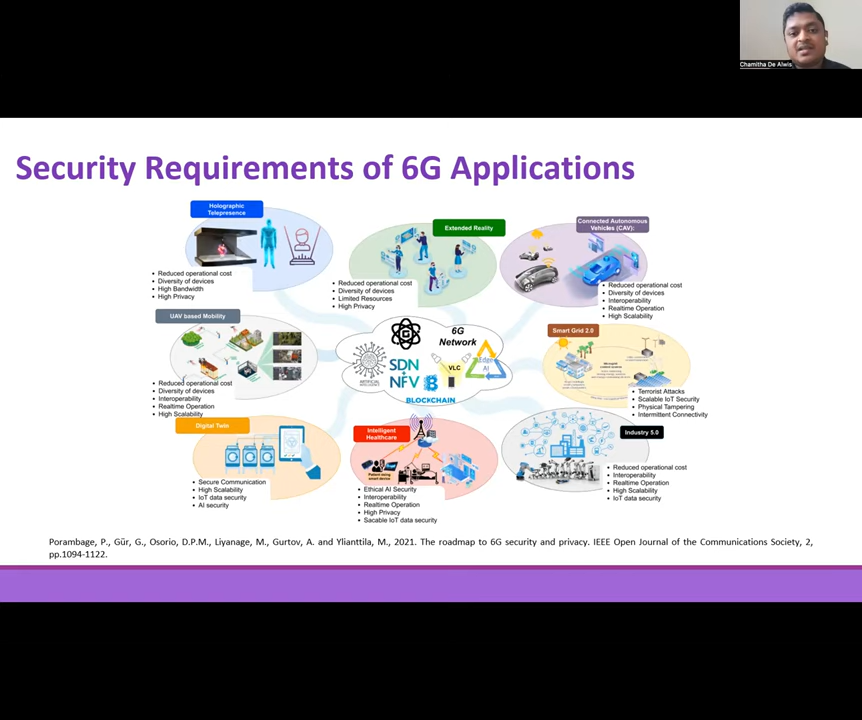 Chamitha De Alwis
Security Requirements of 6G Applications
Holographic
Telepresence
• Reduced operational cost
• Diversity of devices
• High Bandwidth
• High Privacy
Extended Reality
• Reduced operational cost
• Diversity of devices
• Limited Resources
• High Privacy
Connected Autonomous
Vehicles (CAV):
• Reduced operational cost
• Diversity of devices
• Interoperability
• Realtime Operation
• High Scalability
UAV based Mobility
• Reduced operational cost
• Diversity of devices
• Interoperability
• Realtime Operation
• High Scalability
6G
Network
ARTIFICIAL
INTELLIGENCE
SDN
NFV
VLC
Edge
AI
BLOCKCHAIN
Smart Grid 2.0
• Terrorist Attacks
• Scalable IoT Security
• Physical Tampering
• Intermittent Connectivity
Digital Twin
• Secure Communication
• High Scalability
• IoT data security
• AI security
Intelligent
Healthcare
Patient using
smart device
• Ethical AI Security
• Interoperability
• Realtime Operation
• High Privacy
• Sacable IoT data security
Industry 5.0
• Reduced operational cost
• Interoperability
• Realtime Operation
• High Scalability
• IoT data security
Porambage, P., Gür, G., Osorio, D.P.M., Liyanage, M., Gurtov, A. and Ylianttila, M., 2021. The roadmap to 6G security and privacy. IEEE Open Journal of the Communications Society, 2,
pp.1094-1122.